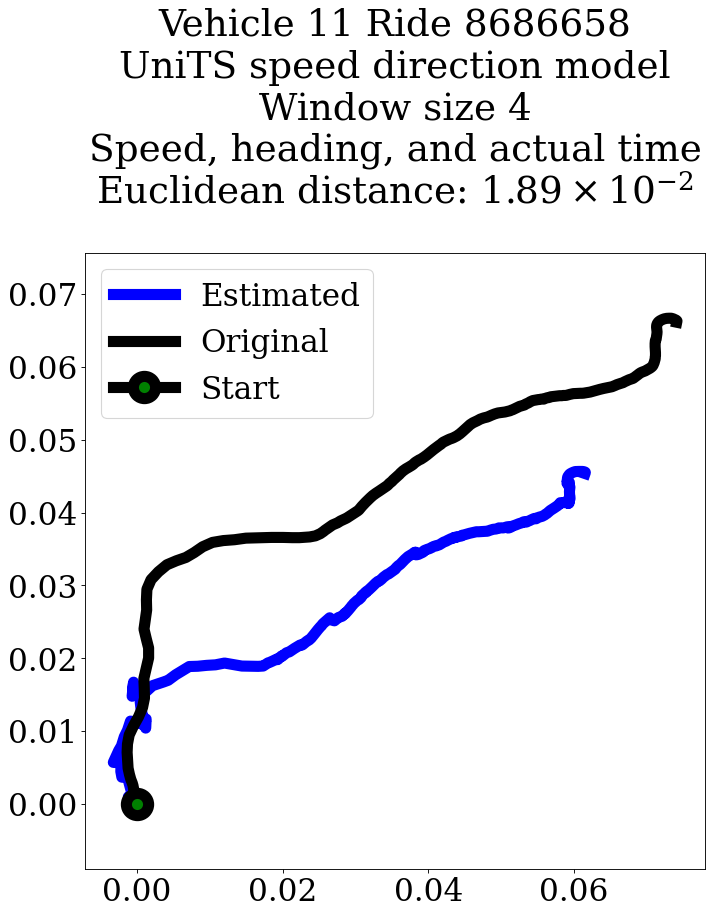 Vehicle 11 Ride 8686658
UniTS speed direction model
Window size 4
Speed, heading, and actual time
Euclidean distance: 1.89 × 10⁻²
Estimated
Original
Start
0.07
0.06
0.05
0.04
0.03
0.02
0.01
0.00
0.00 0.02 0.04 0.06